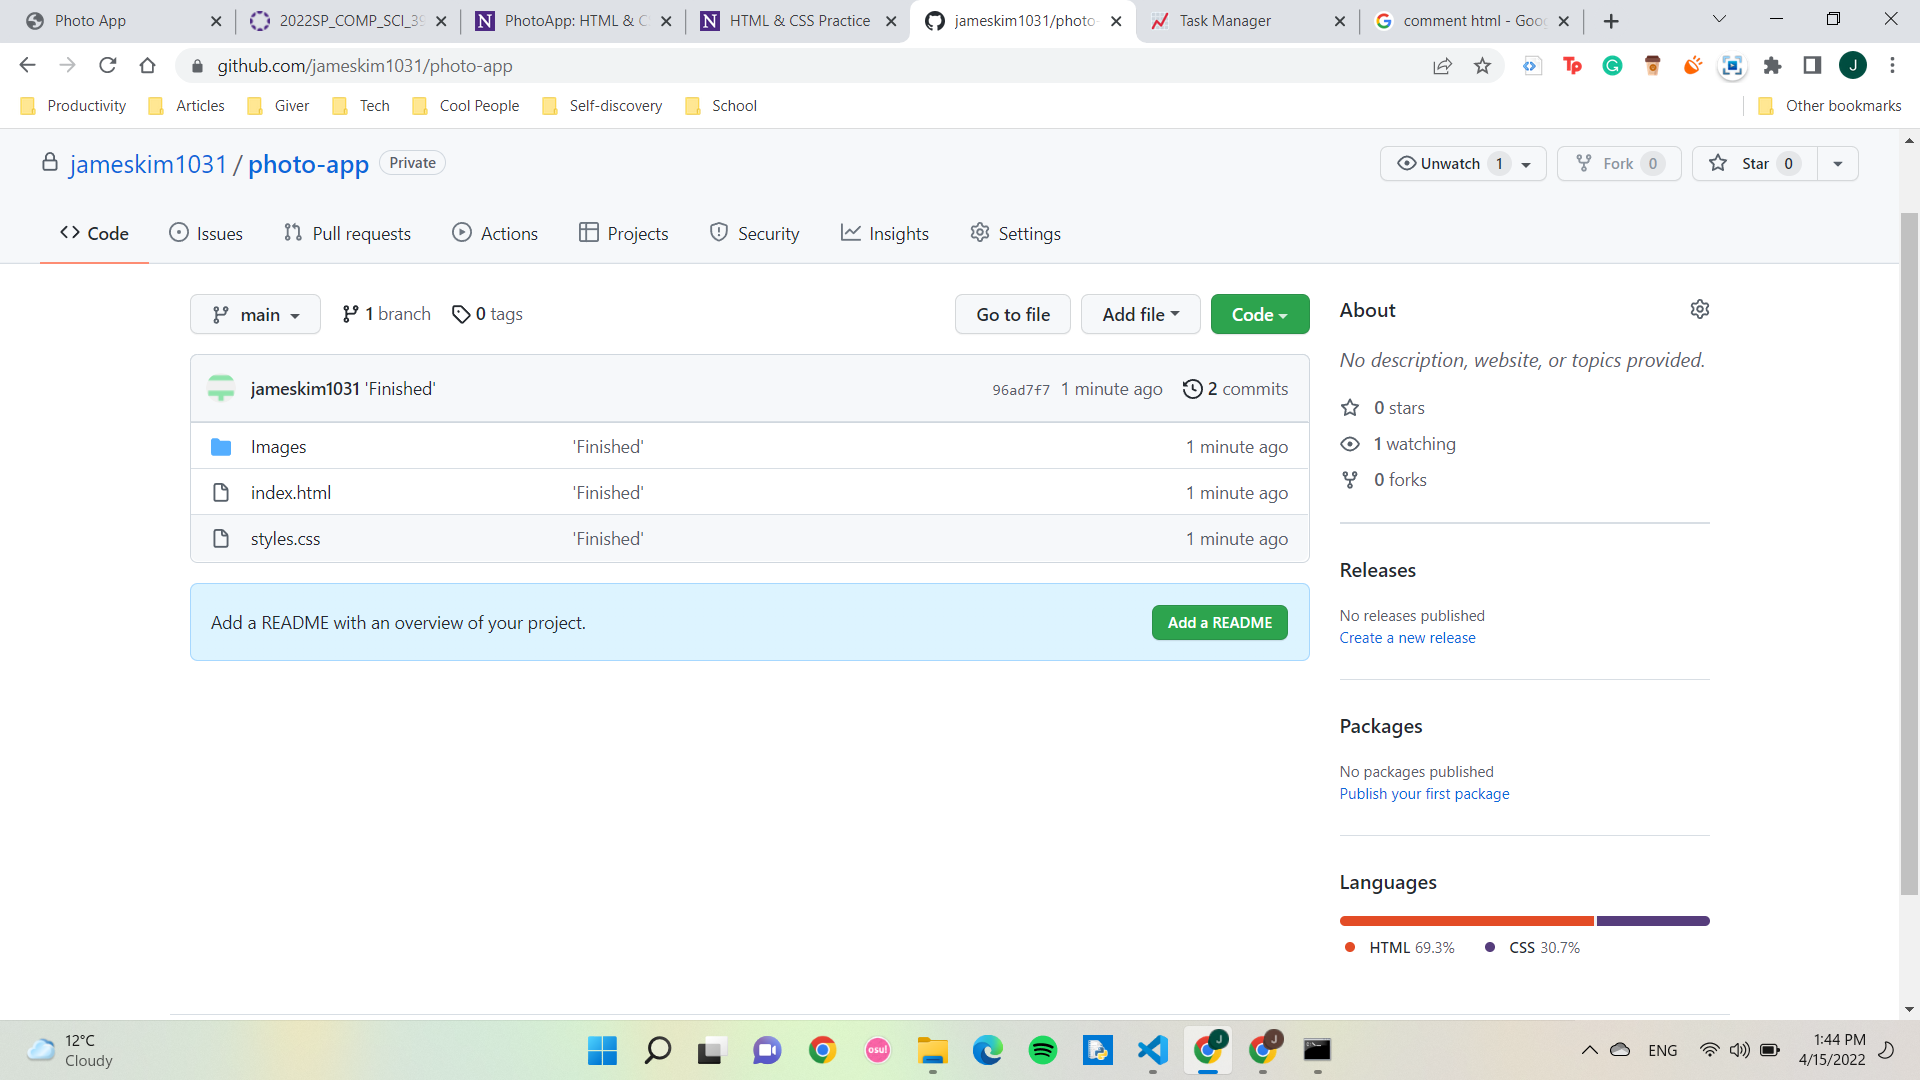 Photo App
2022SP_COMP_SCI_39
PhotoApp: HTML & C
HTML & CSS Practice
jameskim1031/photo-
Task Manager
comment html - Goo
github.com/jameskim1031/photo-app
Productivity
Articles
Giver
Tech
Cool People
Self-discovery
School
Other bookmarks
jameskim1031 / photo-app Private
Unwatch 1
Fork 0
Star 0
Code
Issues
Pull requests
Actions
Projects
Security
Insights
Settings
main
1 branch
0 tags
Go to file
Add file
Code
jameskim1031 'Finished'
96ad7f7 1 minute ago
2 commits
Images 'Finished' 1 minute ago
index.html 'Finished' 1 minute ago
styles.css 'Finished' 1 minute ago
Add a README with an overview of your project.
Add a README
About
No description, website, or topics provided.
0 stars
1 watching
0 forks
Releases
No releases published
Create a new release
Packages
No packages published
Publish your first package
Languages
HTML 69.3%
CSS 30.7%
12°C
Cloudy
osu!
ENG
1:44 PM
4/15/2022